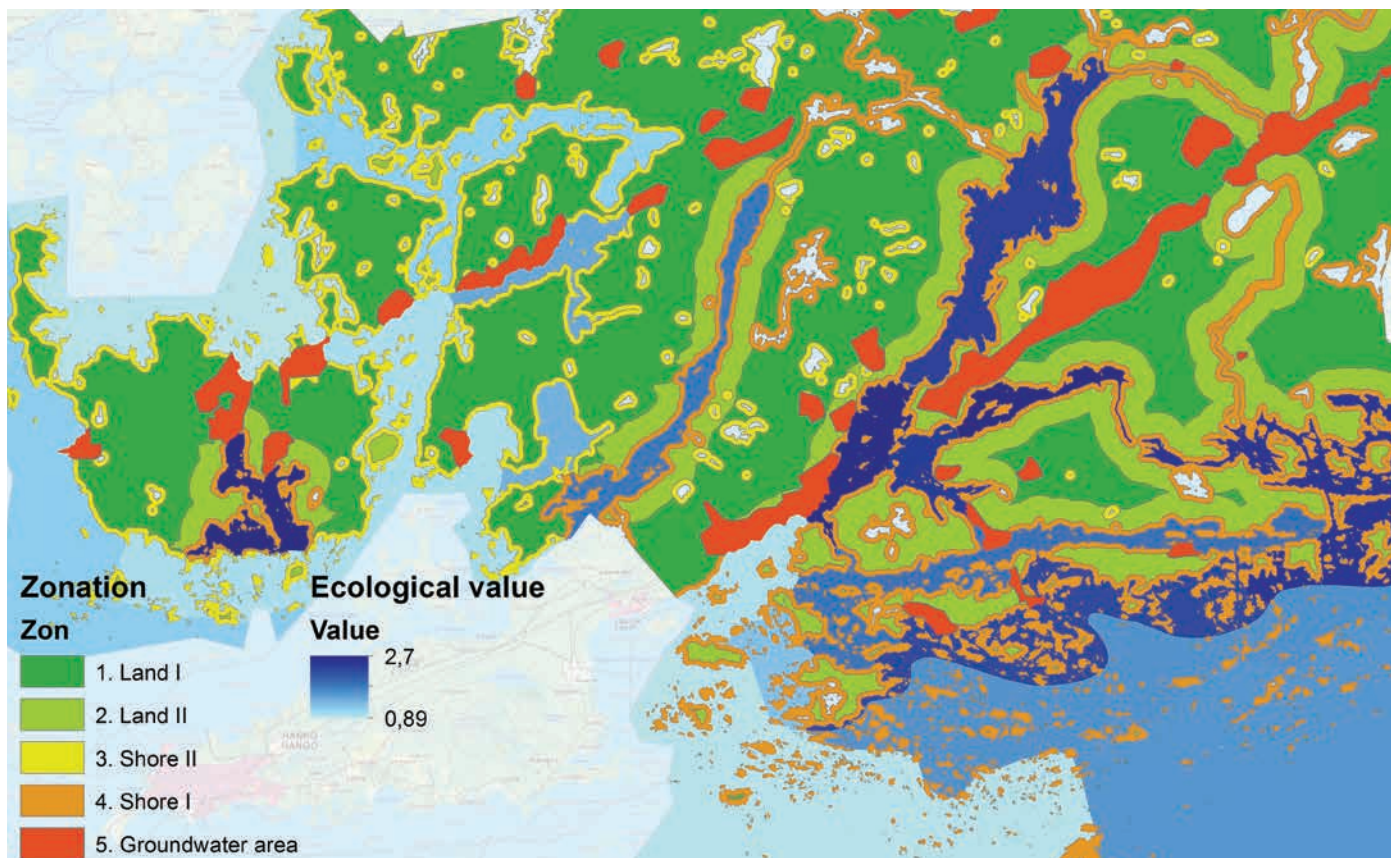 Zonation
Zon
1. Land I
2. Land II
3. Shore II
4. Shore I
5. Groundwater area
Ecological value
Value
2,7
0,89
HANKO
HANGÖ